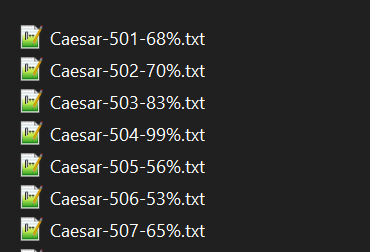 Caesar-501-68%.txt
Caesar-502-70%.txt
Caesar-503-83%.txt
Caesar-504-99%.txt
Caesar-505-56%.txt
Caesar-506-53%.txt
Caesar-507-65%.txt